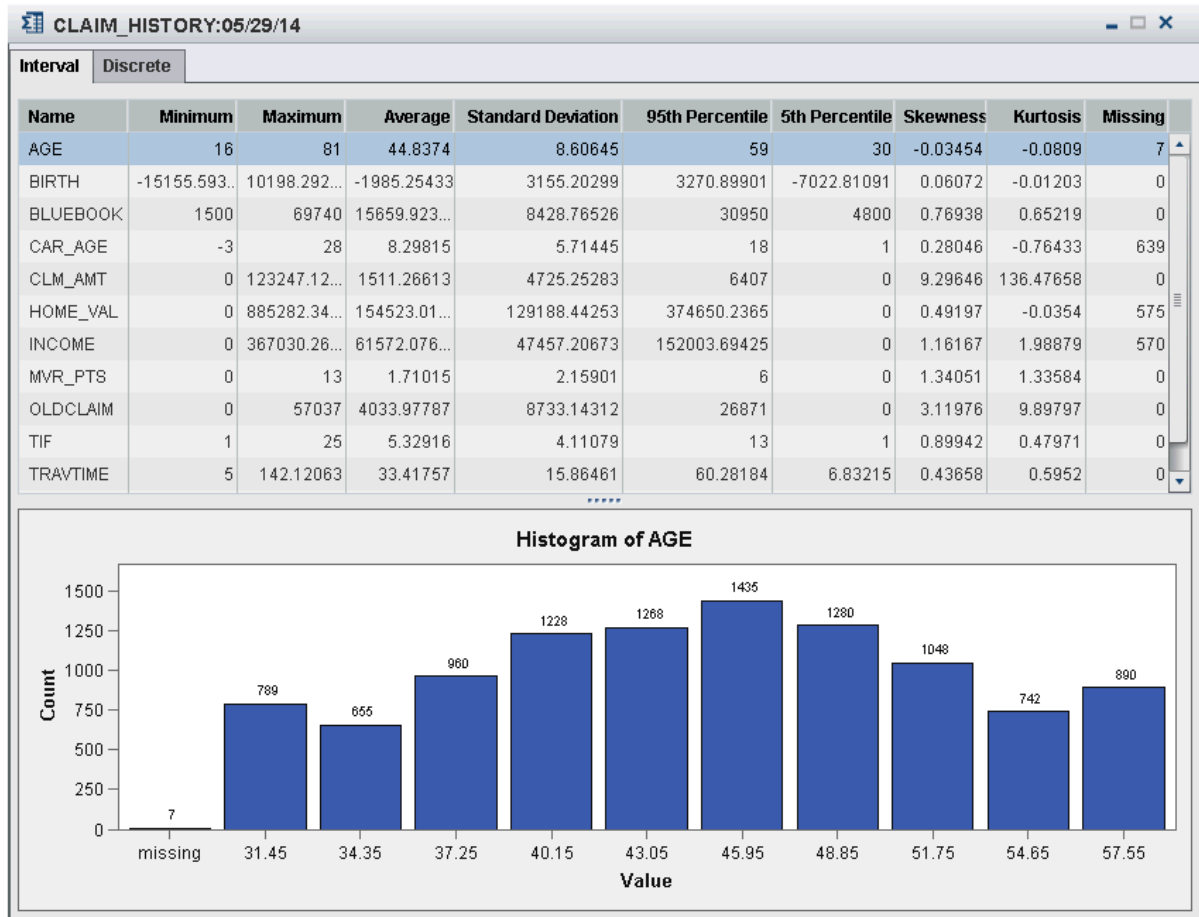 CLAIM_HISTORY:05/29/14
Interval Discrete
Name Minimum Maximum Average Standard Deviation 95th Percentile 5th Percentile Skewness Kurtosis Missing
AGE 16 81 44.8374 8.60645 59 30 -0.03454 -0.0809 7
BIRTH -15155.593.. 10198.292... -1985.25433 3155.20299 3270.89901 -7022.81091 0.06072 -0.01203 0
BLUEBOOK 1500 69740 15659.923... 8428.76526 30950 4800 0.76938 0.65219 0
CAR_AGE -3 28 8.29815 5.71445 18 1 0.28046 -0.76433 639
CLM_AMT 0 123247.12... 1511.26613 4725.25283 6407 0 9.29646 136.47658 0
HOME_VAL 0 885282.34... 154523.01... 129188.44253 374650.2365 0 0.49197 -0.0354 575
INCOME 0 367030.26... 61572.076... 47457.20673 152003.69425 0 1.16167 1.98879 570
MVR_PTS 0 13 1.71015 2.15901 6 0 1.34051 1.33584 0
OLDCLAIM 0 57037 4033.97787 8733.14312 26871 0 3.11976 9.89797 0
TIF 1 25 5.32916 4.11079 13 1 0.89942 0.47971 0
TRAVTIME 5 142.12063 33.41757 15.86461 60.28184 6.83215 0.43658 0.5952 0
Histogram of AGE
1500
1250
1000
750
500
250
0
Count
7
789
655
960
1228
1268
1435
1280
1048
742
890
missing 31.45 34.35 37.25 40.15 43.05 45.95 48.85 51.75 54.65 57.55
Value